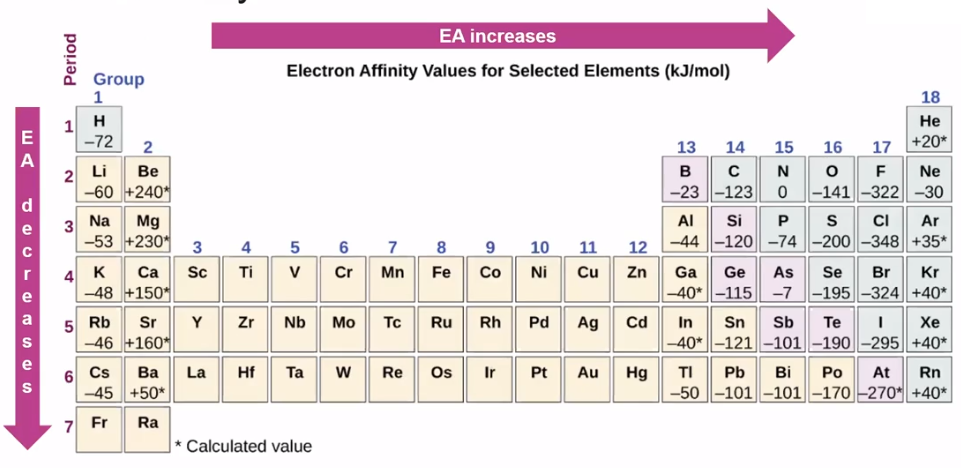 EA increases
Electron Affinity Values for Selected Elements (kJ/mol)
Period
Group
1 18
EA decreases
1 H He
–72 +20*
2 13 14 15 16 17
2 Li Be B C N O F Ne
–60 +240* –23 –123 0 –141 –322 –30
3 Na Mg Al Si P S Cl Ar
–53 +230* –44 –120 –74 –200 –348 +35*
3 4 5 6 7 8 9 10 11 12
4 K Ca Sc Ti V Cr Mn Fe Co Ni Cu Zn Ga Ge As Se Br Kr
–48 +150* –40* –115 –7 –195 –324 +40*
5 Rb Sr Y Zr Nb Mo Tc Ru Rh Pd Ag Cd In Sn Sb Te I Xe
–46 +160* –40* –121 –101 –190 –295 +40*
6 Cs Ba La Hf Ta W Re Os Ir Pt Au Hg Tl Pb Bi Po At Rn
–45 +50* –50 –101 –101 –170 –270* +40*
7 Fr Ra
* Calculated value